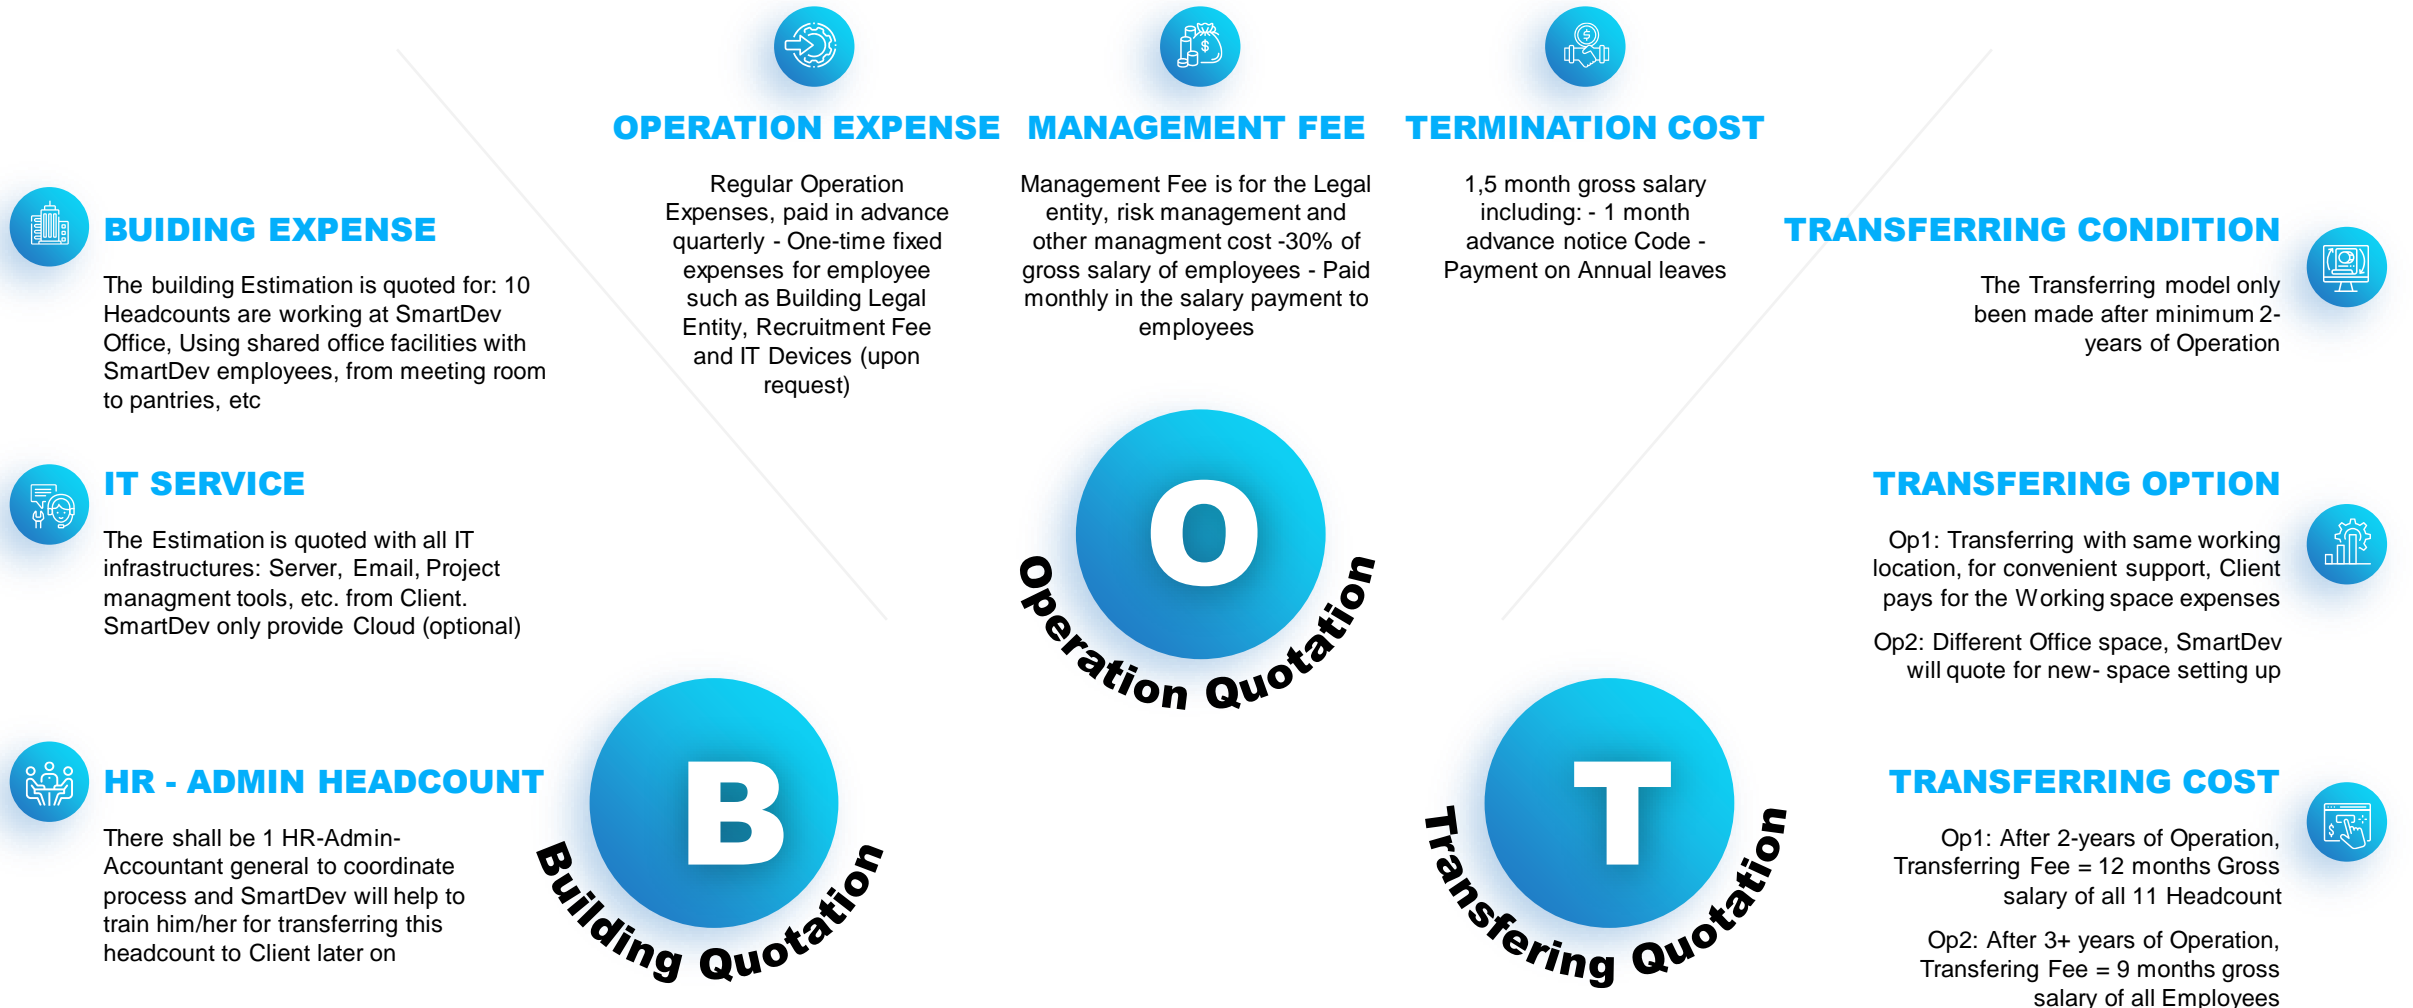 BUIDING EXPENSE
The building Estimation is quoted for: 10
Headcounts are working at SmartDev
Office, Using shared office facilities with
SmartDev employees, from meeting room
to pantries, etc
IT SERVICE
The Estimation is quoted with all IT
infrastructures: Server, Email, Project
managment tools, etc. from Client.
SmartDev only provide Cloud (optional)
HR - ADMIN HEADCOUNT
There shall be 1 HR-Admin-
Accountant general to coordinate
process and SmartDev will help to
train him/her for transferring this
headcount to Client later on
B
Building Quotation
OPERATION EXPENSE
Regular Operation
Expenses, paid in advance
quarterly - One-time fixed
expenses for employee
such as Building Legal
Entity, Recruitment Fee
and IT Devices (upon
request)
MANAGEMENT FEE
Management Fee is for the Legal
entity, risk management and
other managment cost -30% of
gross salary of employees - Paid
monthly in the salary payment to
employees
TERMINATION COST
1,5 month gross salary
including: - 1 month
advance notice Code -
Payment on Annual leaves
O
Operation Quotation
TRANSFERRING CONDITION
The Transferring model only
been made after minimum 2-
years of Operation
TRANSFERING OPTION
Op1: Transferring with same working
location, for convenient support, Client
pays for the Working space expenses
Op2: Different Office space, SmartDev
will quote for new- space setting up
TRANSFERRING COST
Op1: After 2-years of Operation,
Transferring Fee = 12 months Gross
salary of all 11 Headcount
Op2: After 3+ years of Operation,
Transfering Fee = 9 months gross
salary of all Employees
T
Transfering Quotation